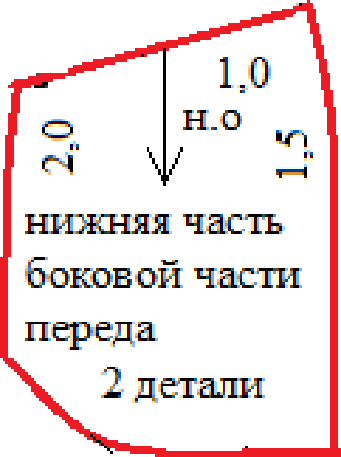 1,0
н.о
2,0
1,5
нижняя часть
боковой части
переда
2 детали